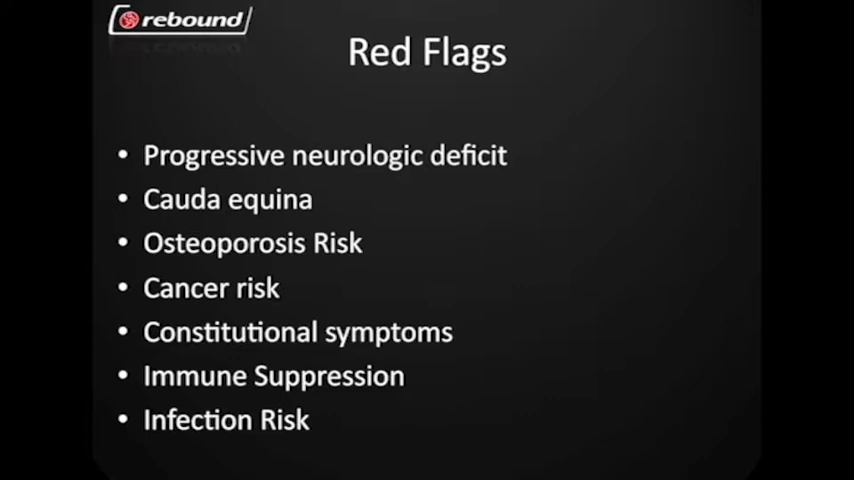 rebound
Red Flags
• Progressive neurologic deficit
• Cauda equina
• Osteoporosis Risk
• Cancer risk
• Constitutional symptoms
• Immune Suppression
• Infection Risk